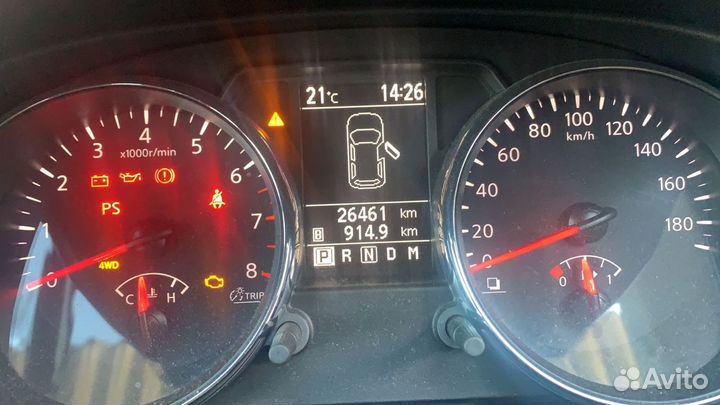 21°C 14:26
26461 km
B 914.9 km
P R N D M
0 1 2 3 4 5 6 7 8
x1000r/min
PS
4WD
C H
TRIP
0 20 40 60 80 100 120 140 160 180
km/h
0 1
Avito